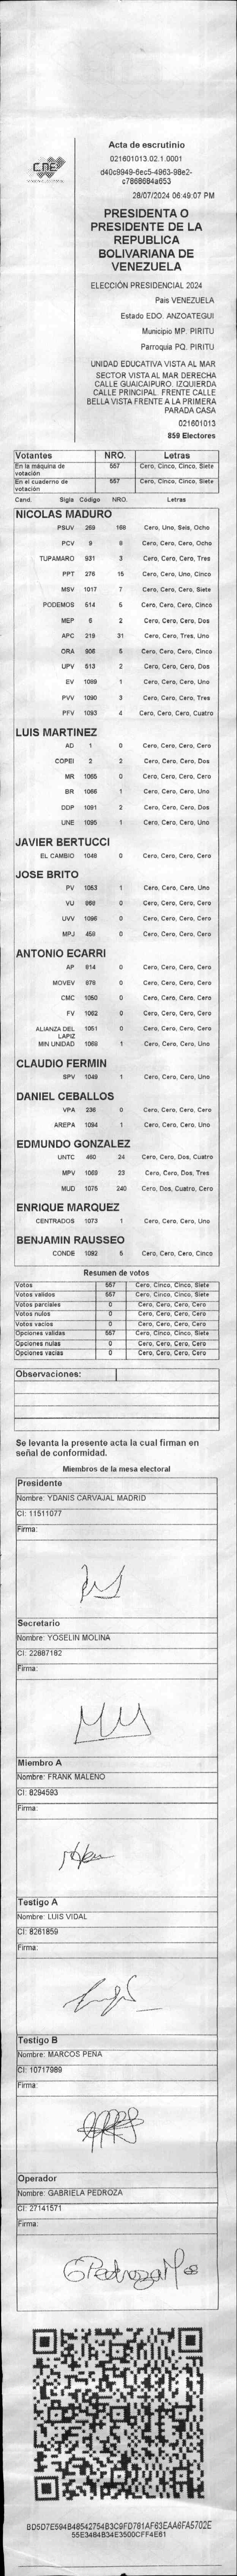 CNE
Acta de escrutinio
021601013.02.1.0001
d40c8949-6ec5-4963-98e2-
c7868684a653
28/07/2024 06:49:07 PM
PRESIDENTA O
PRESIDENTE DE LA
REPUBLICA
BOLIVARIANA DE
VENEZUELA
ELECCIÓN PRESIDENCIAL 2024
Pais VENEZUELA
Estado EDO. ANZOATEGUI
Municipio MP. PIRITU
Parroquia PQ. PIRITU
UNIDAD EDUCATIVA VISTA AL MAR
SECTOR VISTA AL MAR DERECHA
CALLE GUAICAIPURO. IZQUIERDA
CALLE PRINCIPAL. FRENTE CALLE
BELLA VISTA FRENTE A LA PRIMERA
PARADA CASA
021601013
859 Electores
Votantes NRO. Letras
En la máquina de votación 557 Cero, Cinco, Cinco, Siete
En el cuaderno de votación 557 Cero, Cinco, Cinco, Siete
Cand. Sigla Código NRO. Letras
NICOLAS MADURO
PSUV 269 168 Cero, Uno, Seis, Ocho
PCV 9 8 Cero, Cero, Cero, Ocho
TUPAMARO 931 3 Cero, Cero, Cero, Tres
PPT 276 15 Cero, Cero, Uno, Cinco
MSV 1017 7 Cero, Cero, Cero, Siete
PODEMOS 514 5 Cero, Cero, Cero, Cinco
MEP 6 2 Cero, Cero, Cero, Dos
APC 219 31 Cero, Cero, Tres, Uno
ORA 906 5 Cero, Cero, Cero, Cinco
UPV 513 2 Cero, Cero, Cero, Dos
EV 1089 1 Cero, Cero, Cero, Uno
PVV 1090 3 Cero, Cero, Cero, Tres
PFV 1093 4 Cero, Cero, Cero, Cuatro
LUIS MARTINEZ
AD 1 0 Cero, Cero, Cero, Cero
COPEI 2 2 Cero, Cero, Cero, Dos
MR 1065 0 Cero, Cero, Cero, Cero
BR 1066 1 Cero, Cero, Cero, Uno
DDP 1091 2 Cero, Cero, Cero, Dos
UNE 1095 1 Cero, Cero, Cero, Uno
JAVIER BERTUCCI
EL CAMBIO 1048 0 Cero, Cero, Cero, Cero
JOSE BRITO
PV 1053 1 Cero, Cero, Cero, Uno
VU 0 Cero, Cero, Cero, Cero
UVV 1096 0 Cero, Cero, Cero, Cero
MPJ 458 0 Cero, Cero, Cero, Cero
ANTONIO ECARRI
AP 814 0 Cero, Cero, Cero, Cero
MOVEV 0 Cero, Cero, Cero, Cero
CMC 1050 0 Cero, Cero, Cero, Cero
FV 1062 0 Cero, Cero, Cero, Cero
ALIANZA DEL LAPIZ 1051 0 Cero, Cero, Cero, Cero
MIN UNIDAD 1068 1 Cero, Cero, Cero, Uno
CLAUDIO FERMIN
SPV 1049 1 Cero, Cero, Cero, Uno
DANIEL CEBALLOS
VPA 236 0 Cero, Cero, Cero, Cero
AREPA 1094 1 Cero, Cero, Cero, Uno
EDMUNDO GONZALEZ
UNTC 460 24 Cero, Cero, Dos, Cuatro
MPV 1069 23 Cero, Cero, Dos, Tres
MUD 1075 240 Cero, Dos, Cuatro, Cero
ENRIQUE MARQUEZ
CENTRADOS 1073 1 Cero, Cero, Cero, Uno
BENJAMIN RAUSSEO
CONDE 1092 5 Cero, Cero, Cero, Cinco
Resumen de votos
Votos 557 Cero, Cinco, Cinco, Siete
Votos validos 557 Cero, Cinco, Cinco, Siete
Votos parciales 0 Cero, Cero, Cero, Cero
Votos nulos 0 Cero, Cero, Cero, Cero
Votos vacios 0 Cero, Cero, Cero, Cero
Opciones validas 557 Cero, Cinco, Cinco, Siete
Opciones nulas 0 Cero, Cero, Cero, Cero
Opciones vacias 0 Cero, Cero, Cero, Cero
Observaciones:
Se levanta la presente acta la cual firman en
señal de conformidad.
Miembros de la mesa electoral
Presidente
Nombre: YDANIS CARVAJAL MADRID
CI: 11511077
Firma:
Secretario
Nombre: YOSELIN MOLINA
CI: 22887182
Firma:
Miembro A
Nombre: FRANK MALENO
CI: 8294593
Firma:
Testigo A
Nombre: LUIS VIDAL
CI: 8261859
Firma:
Testigo B
Nombre: MARCOS PEÑA
CI: 10717989
Firma:
Operador
Nombre: GABRIELA PEDROZA
CI: 27141571
Firma:
BD5D7E594B48542754B3C9FD781AF63EAA6FA5702E
55E3484B34E3500CFF4E61